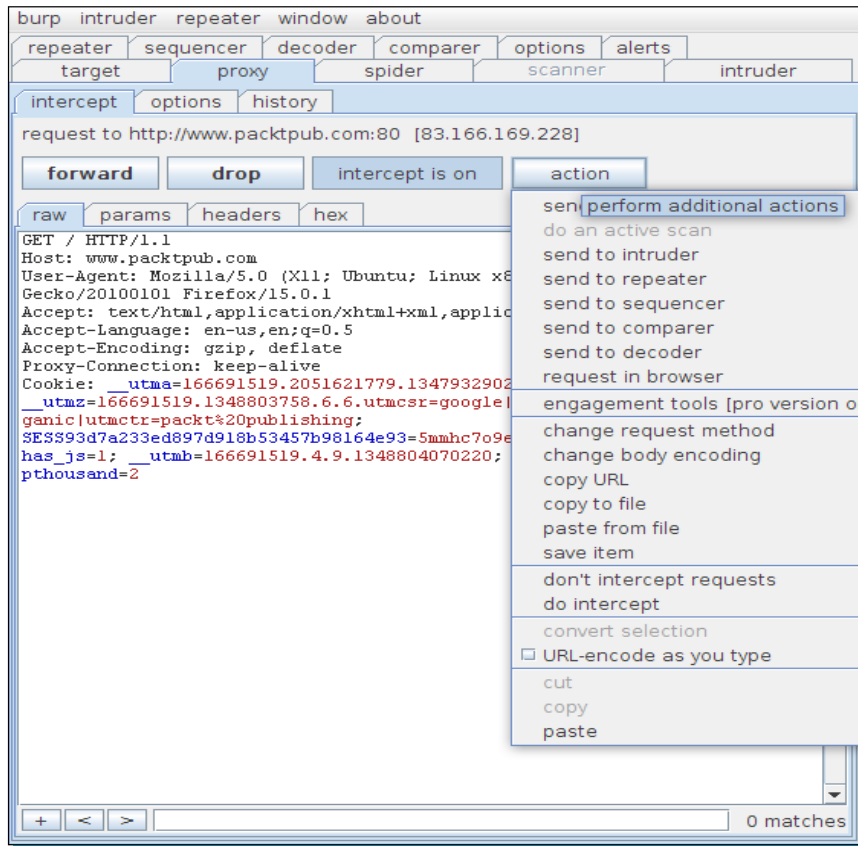 burp intruder repeater window about
repeater sequencer decoder comparer options alerts
target proxy spider scanner intruder
intercept options history
request to http://www.packtpub.com:80 [83.166.169.228]
forward drop intercept is on action
raw params headers hex
GET / HTTP/1.1
Host: www.packtpub.com
User-Agent: Mozilla/5.0 (X11; Ubuntu; Linux x8
Gecko/20100101 Firefox/15.0.1
Accept: text/html,application/xhtml+xml,applic
Accept-Language: en-us,en;q=0.5
Accept-Encoding: gzip, deflate
Proxy-Connection: keep-alive
Cookie: __utma=166691519.2051621779.1347932902
__utmz=166691519.1348803758.6.6.utmcsr=google|
ganic|utmctr=packt%20publishing;
SESS93d7a233ed897d918b53457b98164e93=5mmhc7o9e
has_js=1; __utmb=166691519.4.9.1348804070220;
pthousand=2
sen perform additional actions
do an active scan
send to intruder
send to repeater
send to sequencer
send to comparer
send to decoder
request in browser
engagement tools [pro version o
change request method
change body encoding
copy URL
copy to file
paste from file
save item
don't intercept requests
do intercept
convert selection
URL-encode as you type
cut
copy
paste
+ < > 0 matches